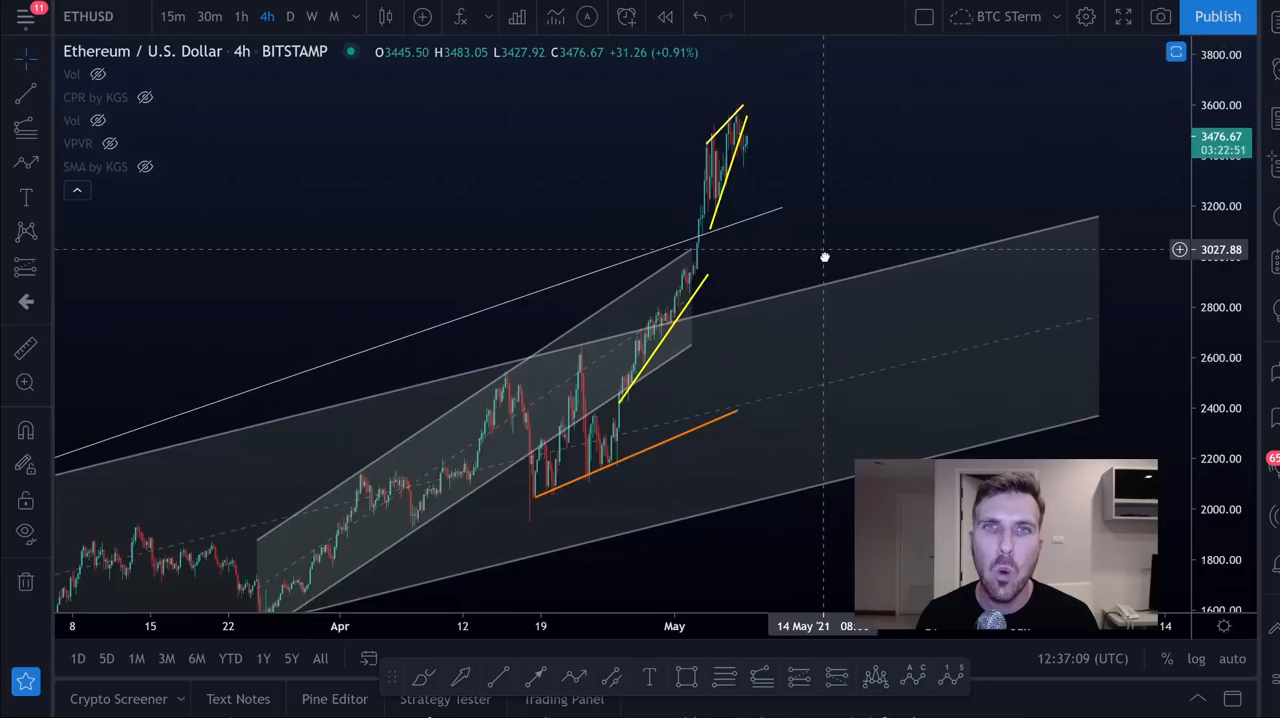 11
ETHUSD 15m 30m 1h 4h D W M BTC STerm Publish
Ethereum / U.S. Dollar 4h BITSTAMP O3445.50 H3483.05 L3427.92 C3476.67 +31.26 (+0.91%)
Vol
CPR by KGS
Vol
VPVR
SMA by KGS
3800.00
3600.00
3476.67
03:22:51
3200.00
3027.88
2800.00
2600.00
2400.00
2200.00
2000.00
1800.00
1600.00
8 15 22 Apr 12 19 May 14 May '21 08: 14
1D 5D 1M 3M 6M YTD 1Y 5Y All 12:37:09 (UTC) % log auto
Crypto Screener Text Notes Pine Editor Strategy Tester Trading Panel